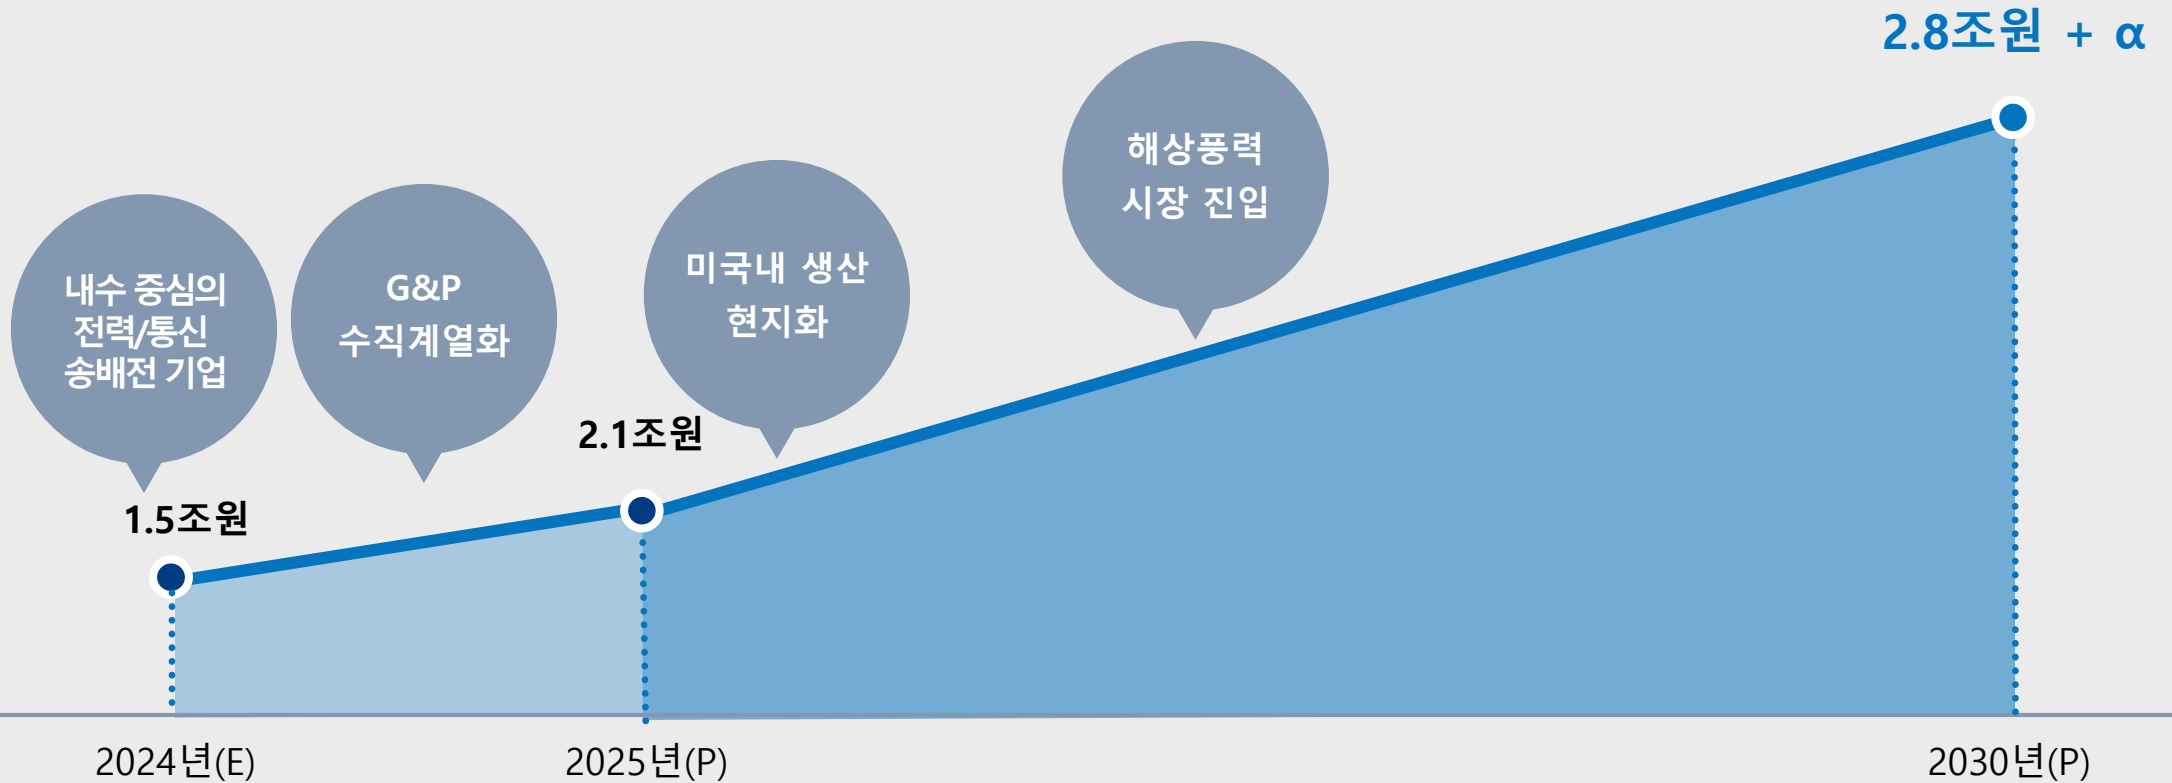 2.8조원 + α
해상풍력
시장 진입
미국내 생산
현지화
G&P
수직계열화
내수 중심의
전력/통신
송배전 기업
2.1조원
1.5조원
2024년(E)
2025년(P)
2030년(P)